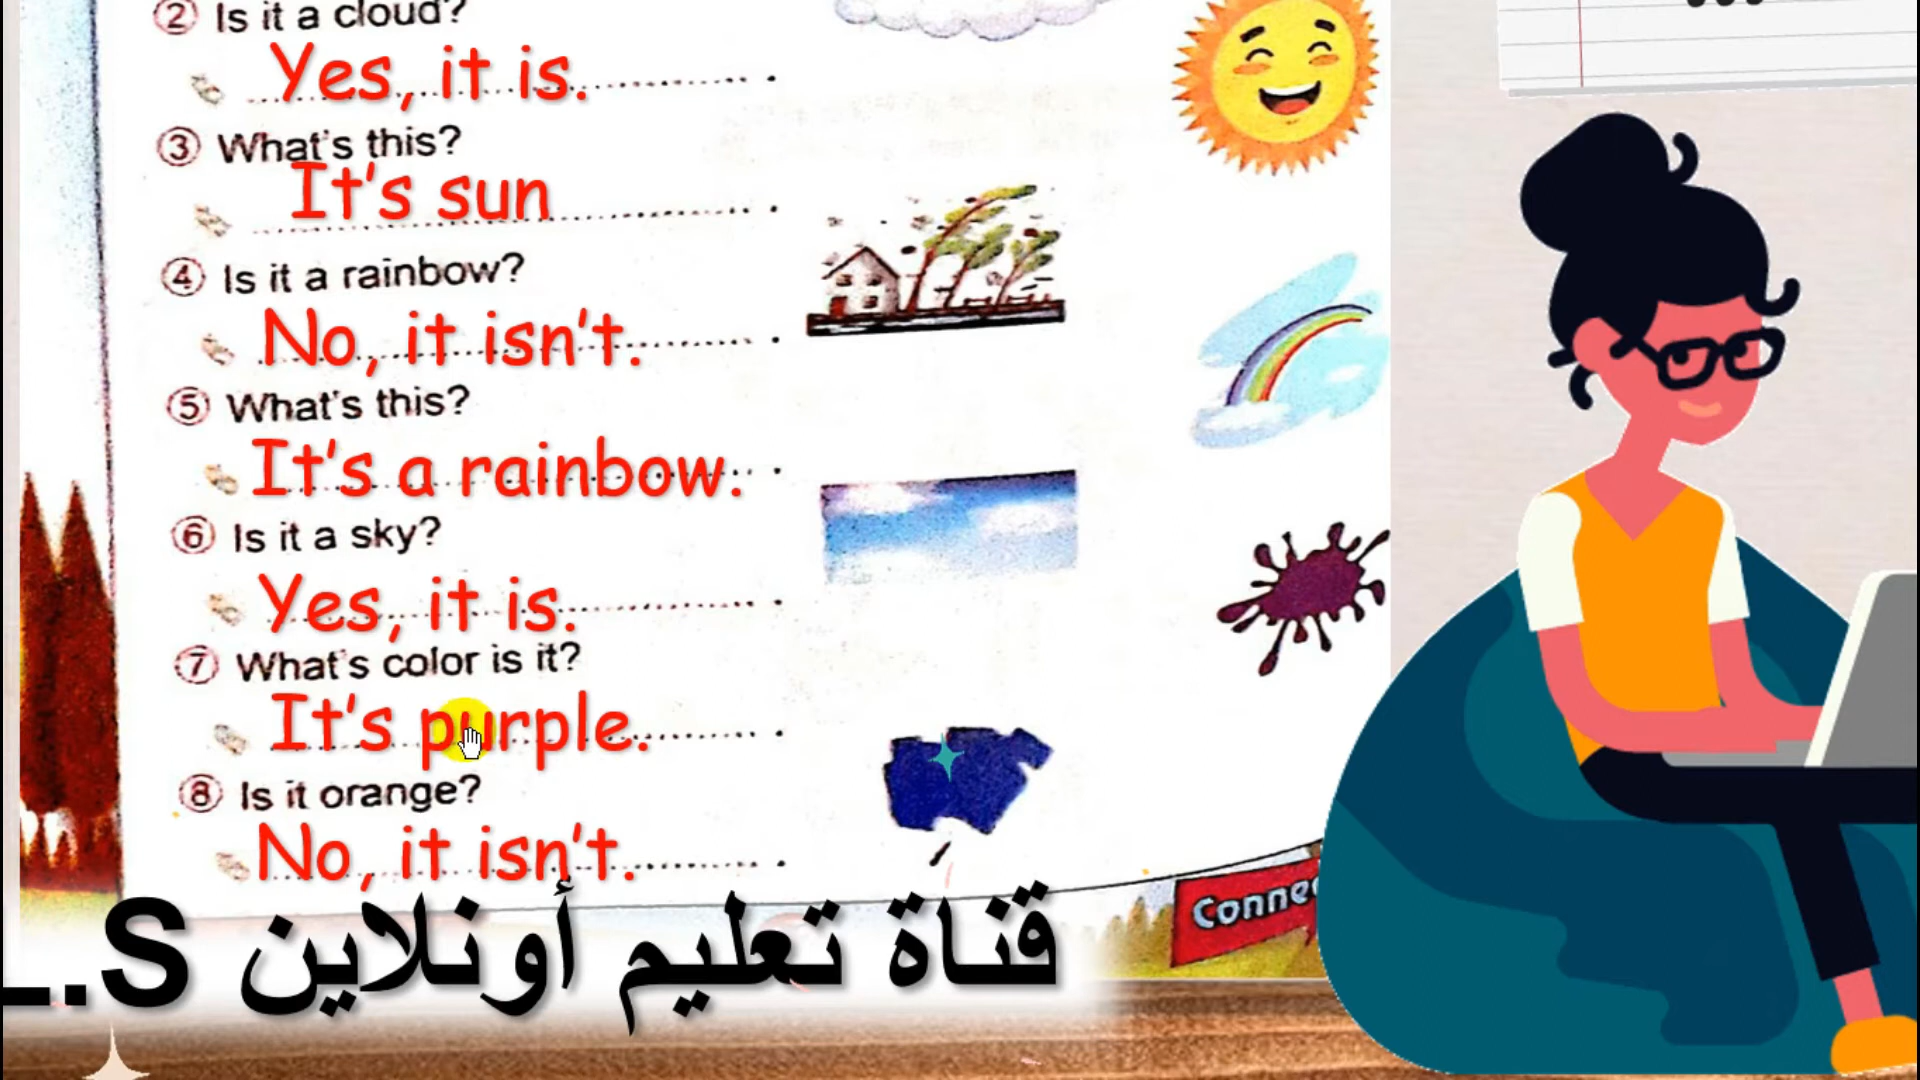 ② Is it a cloud?
Yes, it is.
③ What's this?
It's sun
④ Is it a rainbow?
No, it isn't.
⑤ What's this?
It's a rainbow.
⑥ Is it a sky?
Yes, it is.
⑦ What's color is it?
It's purple.
⑧ Is it orange?
No, it isn't.
قناة تعليم أونلاين L.S